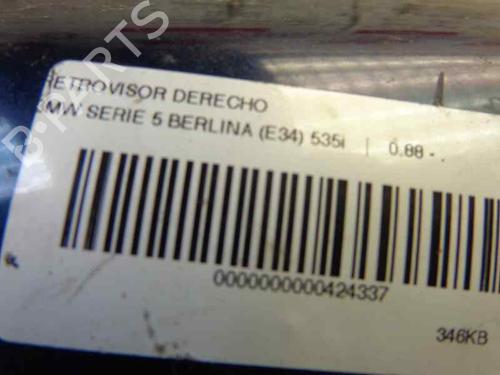 RETROVISOR DERECHO
BMW SERIE 5 BERLINA (E34) 535i | 0.88 - .
0000000000424337
346KB
B-PARTS